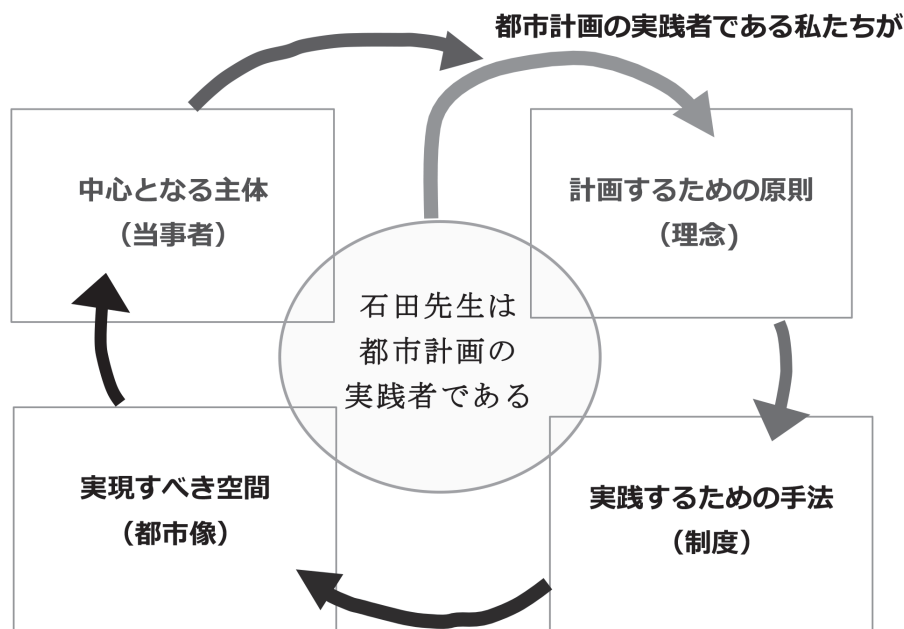 都市計画の実践者である私たちが
中心となる主体
（当事者）
計画するための原則
（理念)
石田先生は
都市計画の
実践者である
実現すべき空間
（都市像）
実践するための手法
（制度）